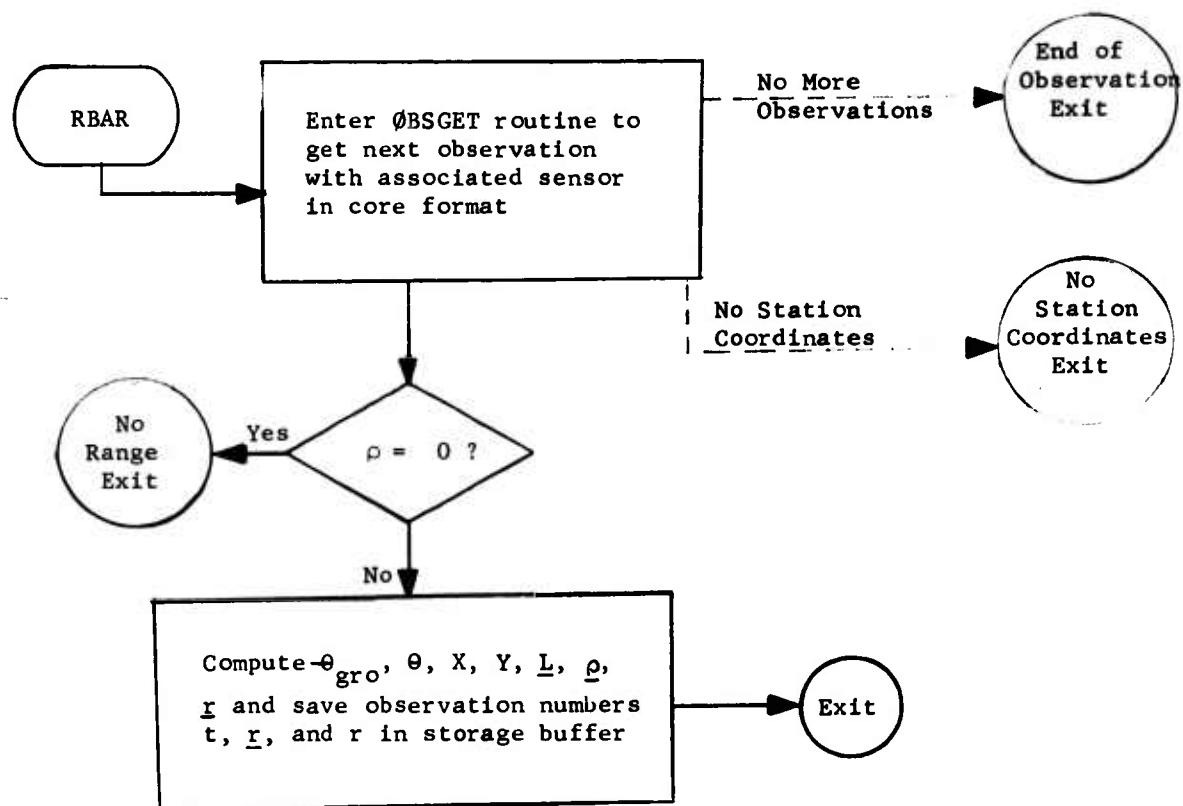 RBAR
Enter ØBSGET routine to
get next observation
with associated sensor
in core format
No More
Observations
End of
Observation
Exit
No Station
Coordinates
No
Station
Coordinates
Exit
No
Range
Exit
Yes
ρ = 0 ?
No
Compute θgro, θ, X, Y, L, ρ,
r and save observation numbers
t, r, and r in storage buffer
Exit